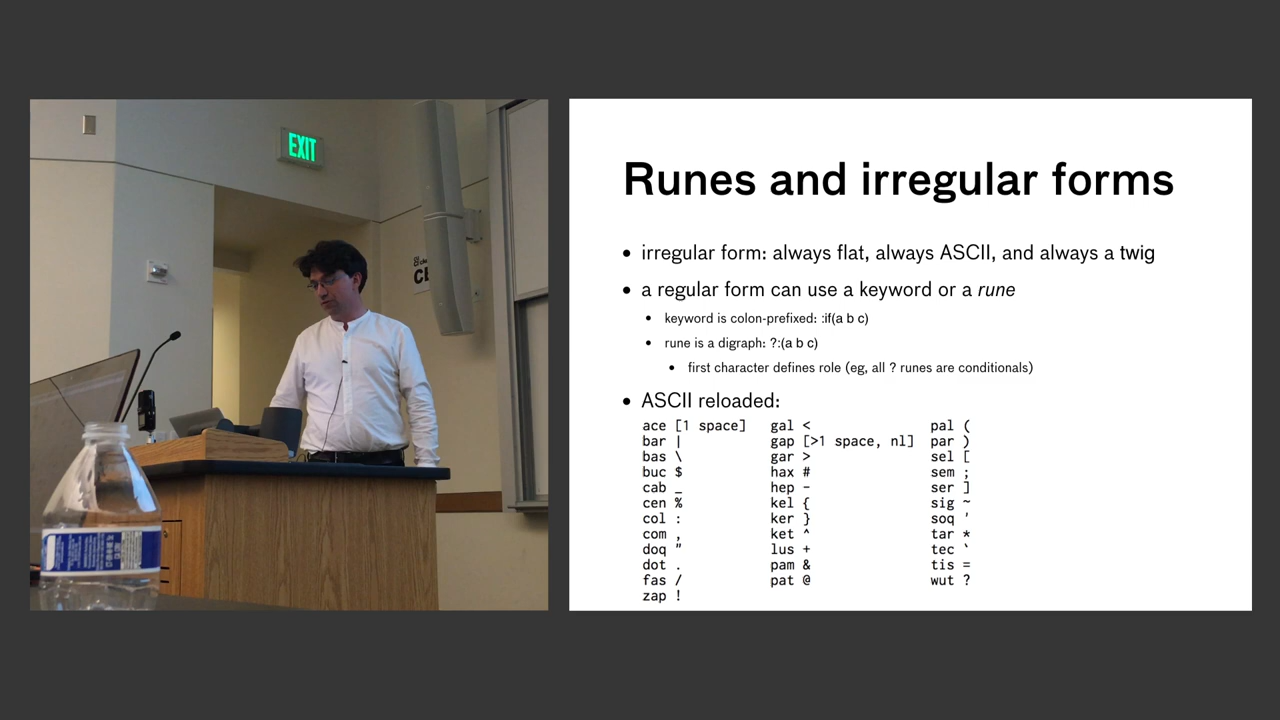 EXIT
Runes and irregular forms
• irregular form: always flat, always ASCII, and always a twig
• a regular form can use a keyword or a rune
• keyword is colon-prefixed: :if(a b c)
• rune is a digraph: ?:(a b c)
• first character defines role (eg, all ? runes are conditionals)
• ASCII reloaded:
ace [1 space] gal < pal (
bar | gap [>1 space, nl] par )
bas \ gar > sel [
buc $ hax # sem ;
cab _ hep - ser ]
cen % kel { sig ~
col : ker } soq '
com , ket ^ tar *
doq " lus + tec `
dot . pam & tis =
fas / pat @ wut ?
zap !